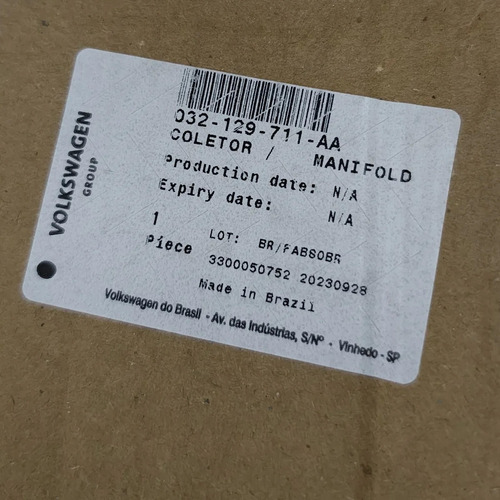 VOLKSWAGEN
GROUP
032-129-711-AA
COLETOR / MANIFOLD
Production date: N/A
Expiry date: N/A
1 LOT: BR/FABS0BR
Piece 3300050752 20230928
Made in Brazil
Volkswagen do Brasil - Av. das Indústrias, S/Nº - Vinhedo - SP